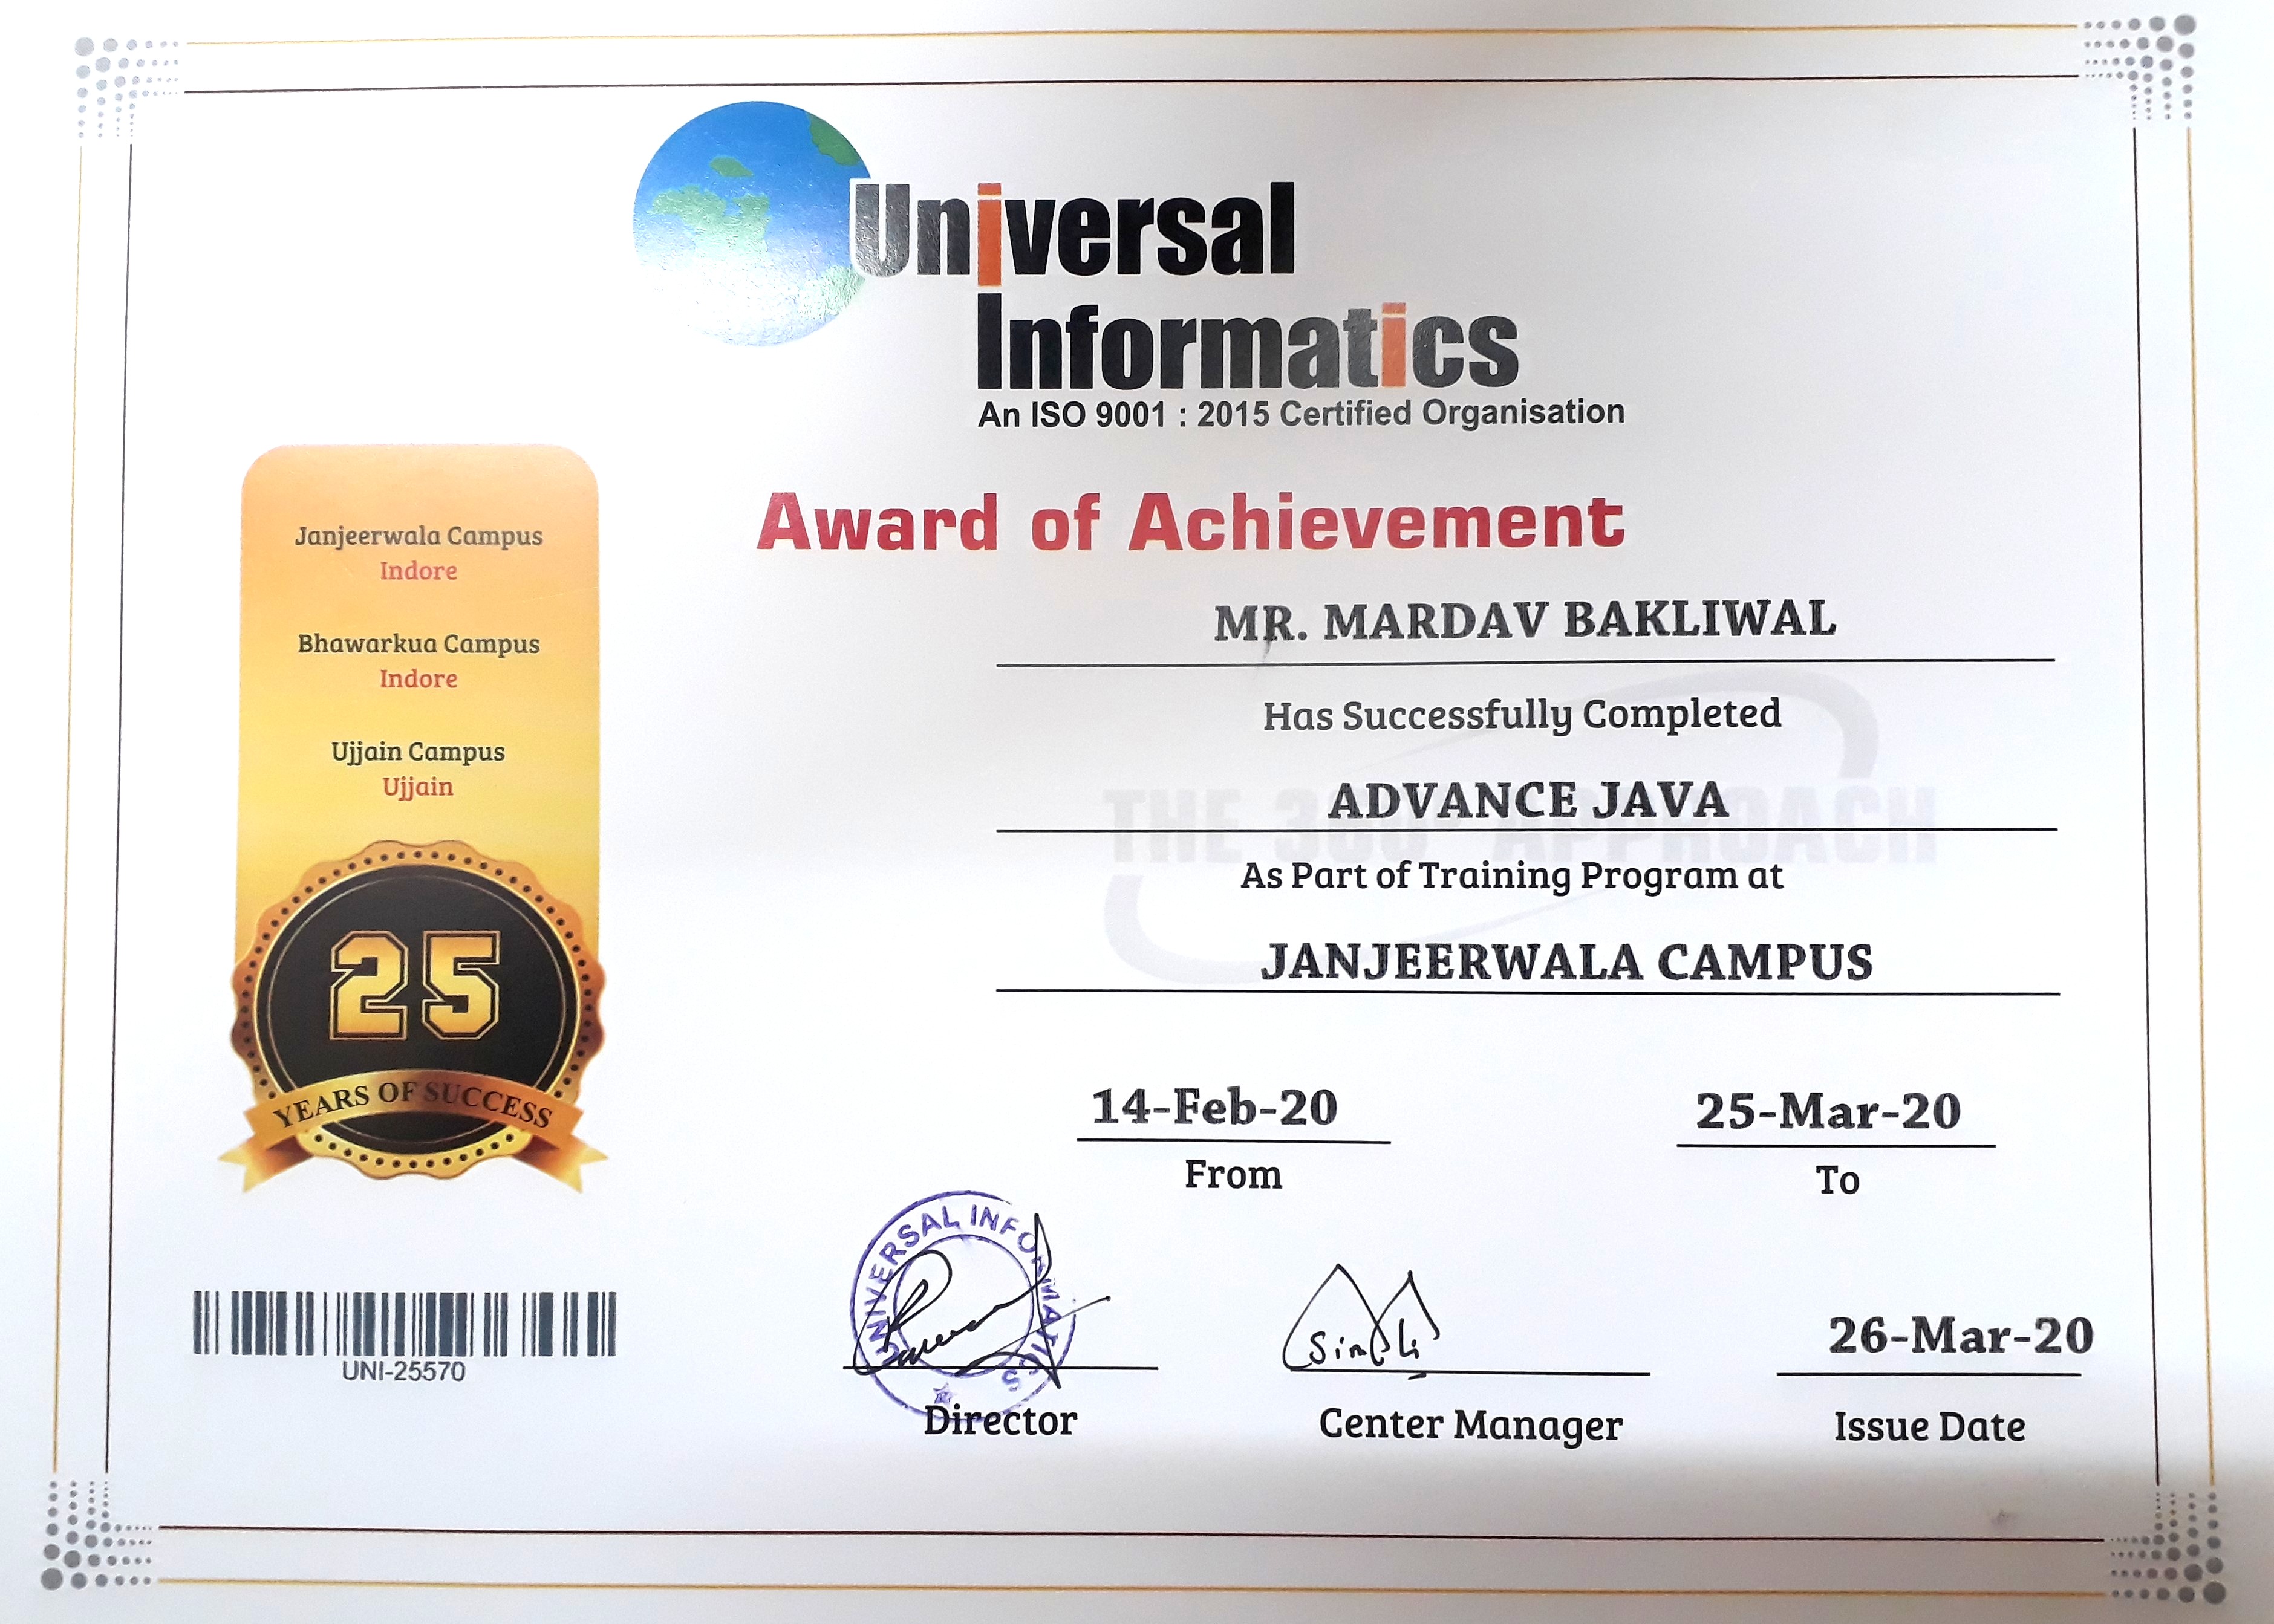 Universal
Informatics
An ISO 9001 : 2015 Certified Organisation
Award of Achievement
Janjeerwala Campus
Indore
Bhawarkua Campus
Indore
Ujjain Campus
Ujjain
25
YEARS OF SUCCESS
UNI-25570
MR. MARDAV BAKLIWAL
Has Successfully Completed
ADVANCE JAVA
THE 360° APPROACH
As Part of Training Program at
JANJEERWALA CAMPUS
14-Feb-20
From
25-Mar-20
To
UNIVERSAL INFORMATICS
Director
Center Manager
26-Mar-20
Issue Date